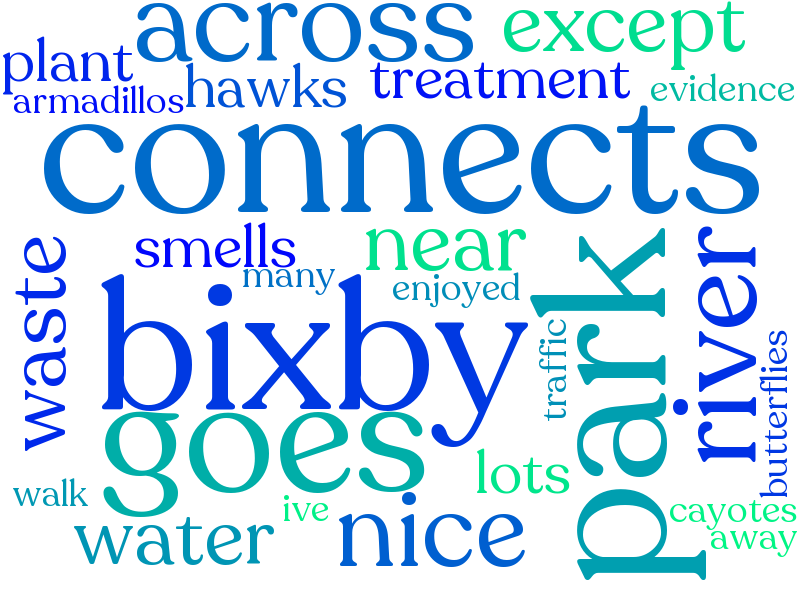 across
except
plant
hawks
treatment
evidence
armadillos
connects
smells
near
many
enjoyed
waste
bixby
park
river
traffic
butterflies
goes
lots
walk
ive
nice
water
cayotes
away